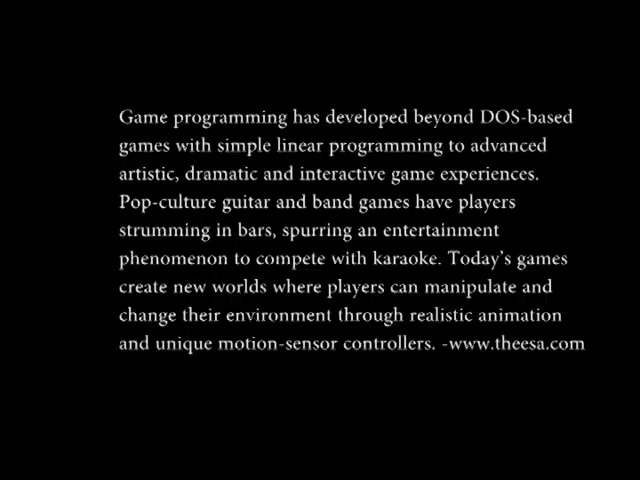 Game programming has developed beyond DOS-based
games with simple linear programming to advanced
artistic, dramatic and interactive game experiences.
Pop-culture guitar and band games have players
strumming in bars, spurring an entertainment
phenomenon to compete with karaoke. Today's games
create new worlds where players can manipulate and
change their environment through realistic animation
and unique motion-sensor controllers. -www.theesa.com